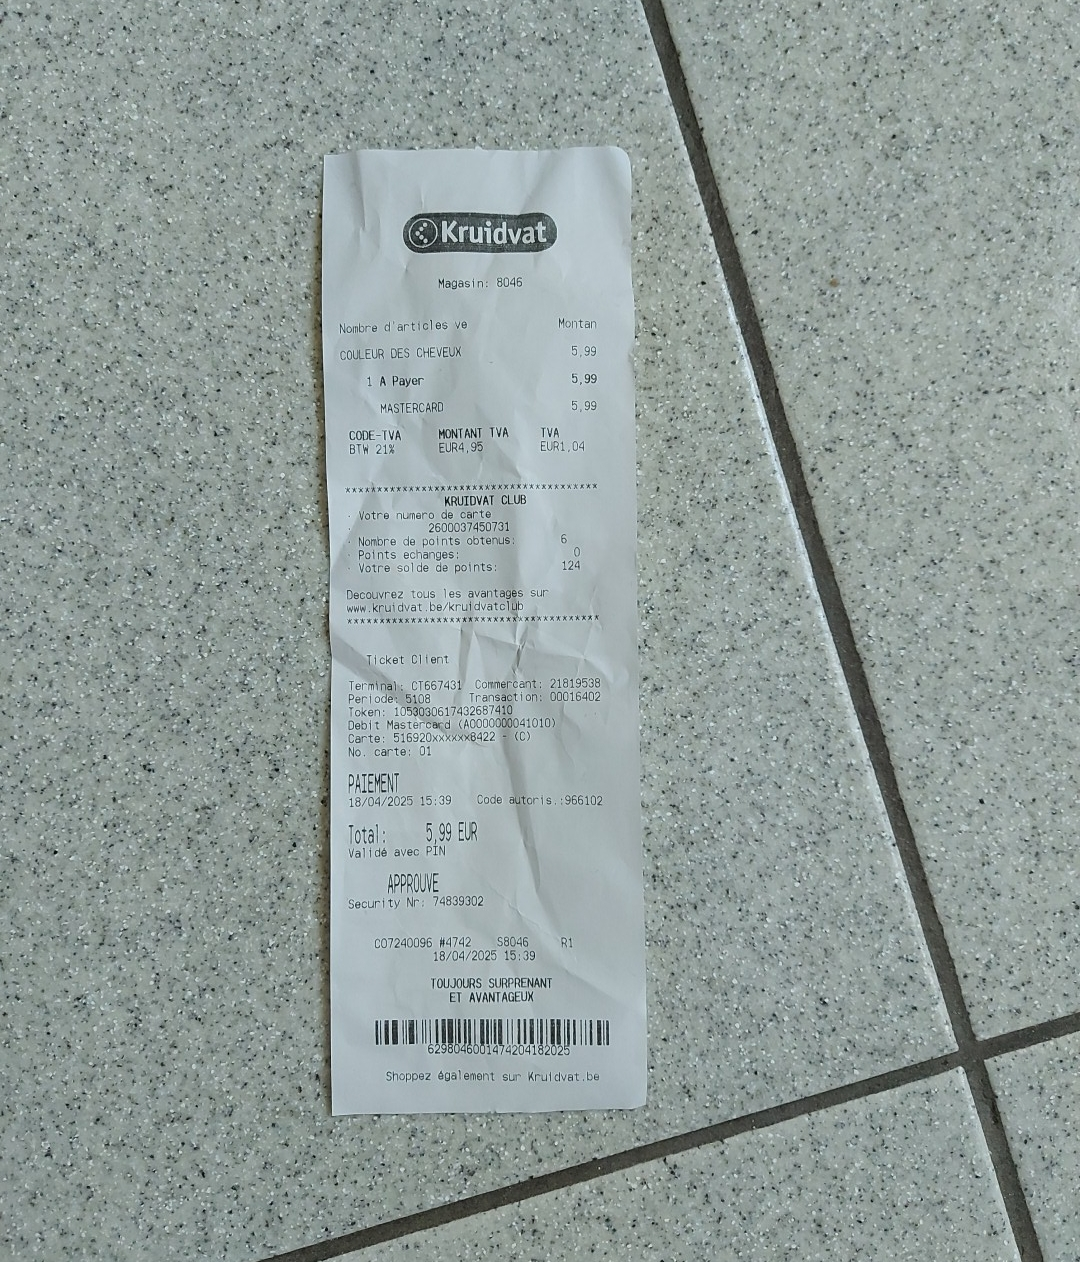 Kruidvat
Magasin: 8046
Nombre d'articles ve Montan
COULEUR DES CHEVEUX 5,99
1 A Payer 5,99
MASTERCARD 5,99
CODE-TVA MONTANT TVA TVA
BTW 21% EUR4,95 EUR1,04
****************************************
KRUIDVAT CLUB
· Votre numero de carte
· 2600037450731
· Nombre de points obtenus: 6
· Points echanges: 0
· Votre solde de points: 124
Decouvrez tous les avantages sur
www.kruidvat.be/kruidvatclub
****************************************
Ticket Client
Terminal: CT667431 Commercant: 21819538
Periode: 5108 Transaction: 00016402
Token: 1053030617432687410
Debit Mastercard (A0000000041010)
Carte: 516920xxxxxx8422 - (C)
No. carte: 01
PAIEMENT
18/04/2025 15:39 Code autoris.:966102
Total: 5,99 EUR
Validé avec PIN
APPROUVE
Security Nr: 74839302
C07240096 #4742 S8046 R1
18/04/2025 15:39
TOUJOURS SURPRENANT
ET AVANTAGEUX
6298046001474204182025
Shoppez également sur Kruidvat.be